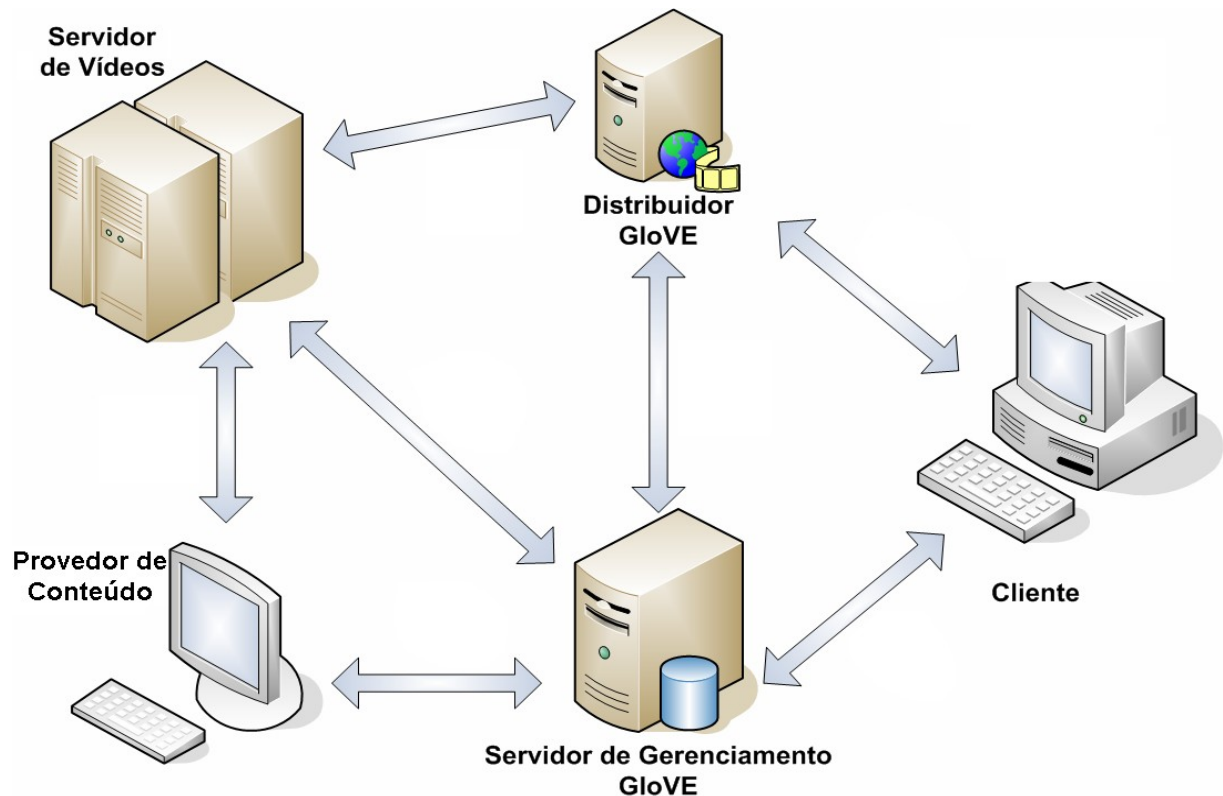 Servidor
de Vídeos
Distribuidor
GloVE
Provedor de
Conteúdo
Cliente
Servidor de Gerenciamento
GloVE